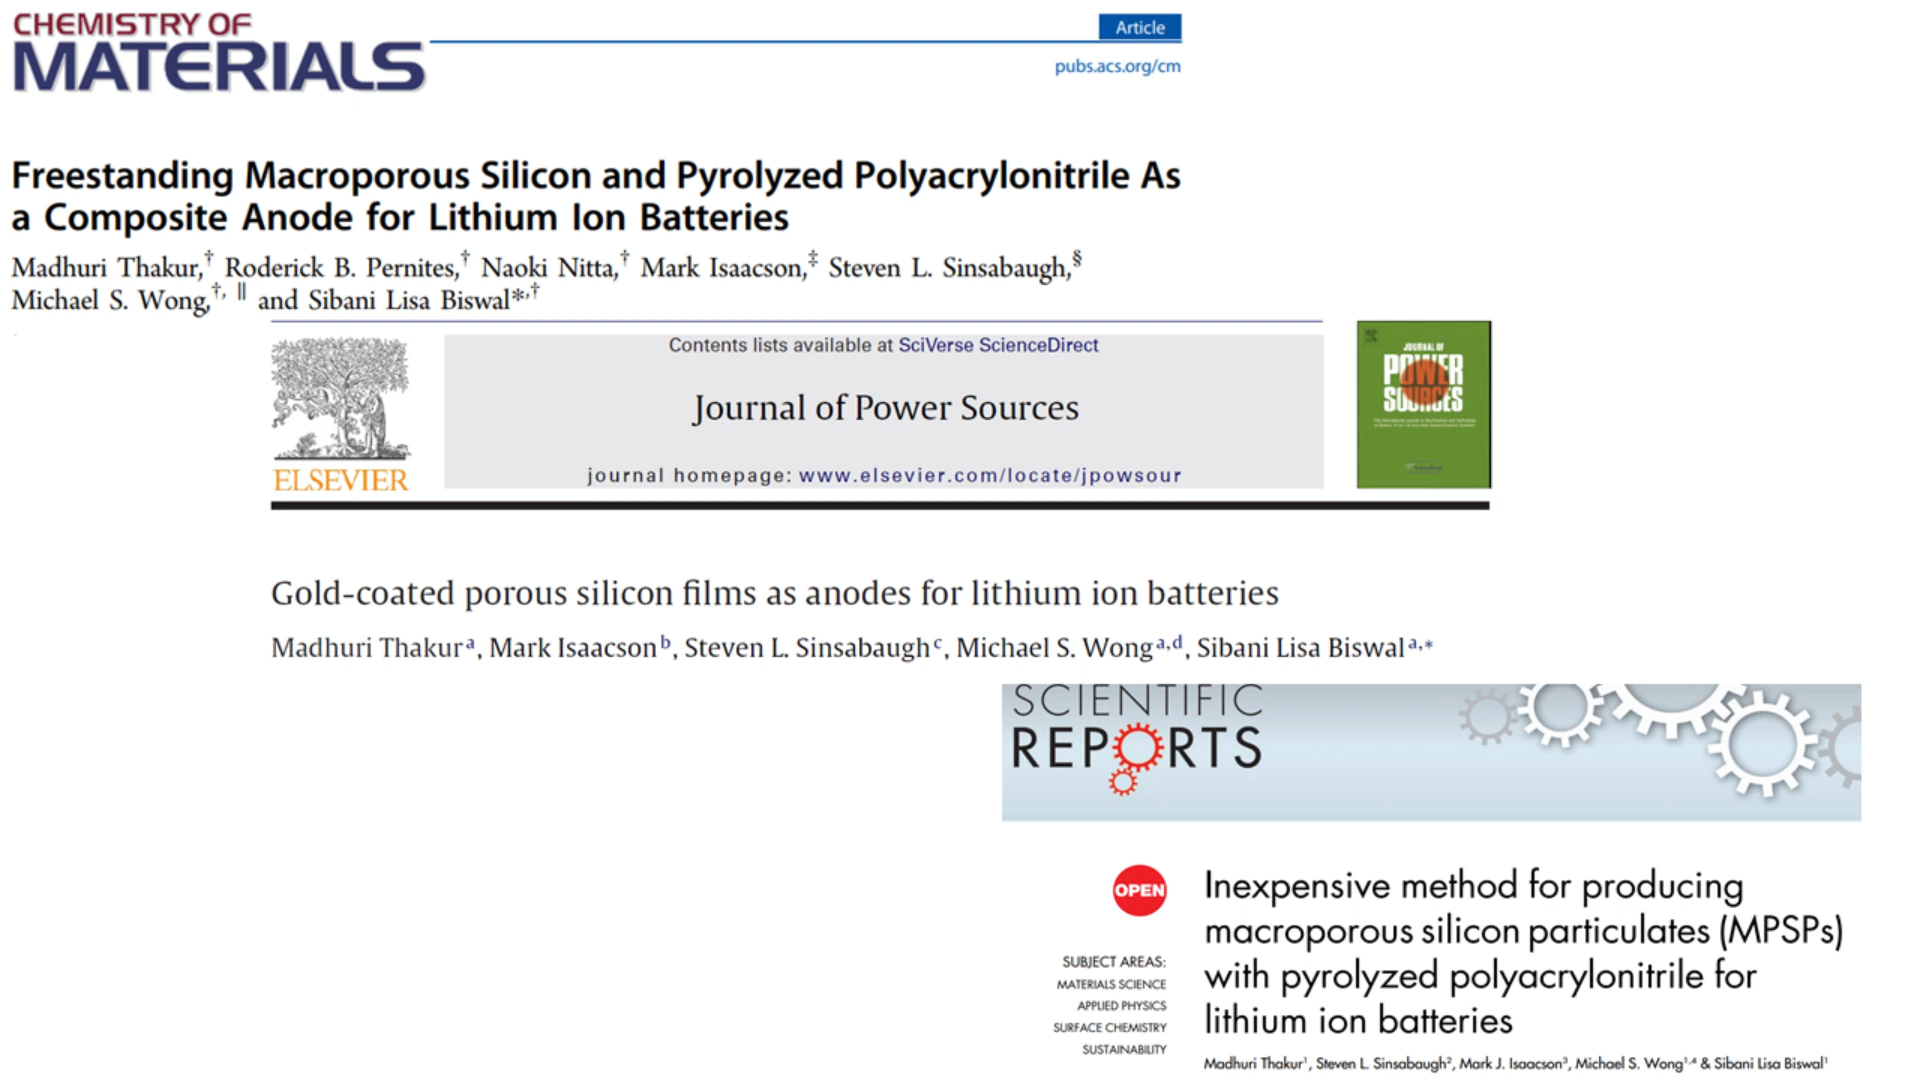 CHEMISTRY OF
MATERIALS
Article
pubs.acs.org/cm
Freestanding Macroporous Silicon and Pyrolyzed Polyacrylonitrile As
a Composite Anode for Lithium Ion Batteries
Madhuri Thakur,† Roderick B. Pernites,† Naoki Nitta,† Mark Isaacson,‡ Steven L. Sinsabaugh,§
Michael S. Wong,†,∥ and Sibani Lisa Biswal*,†
Contents lists available at SciVerse ScienceDirect
Journal of Power Sources
journal homepage: www.elsevier.com/locate/jpowsour
ELSEVIER
JOURNAL OF
POWER
SOURCES
Gold-coated porous silicon films as anodes for lithium ion batteries
Madhuri Thakur a, Mark Isaacson b, Steven L. Sinsabaugh c, Michael S. Wong a,d, Sibani Lisa Biswal a,*
SCIENTIFIC
REPORTS
OPEN
SUBJECT AREAS:
MATERIALS SCIENCE
APPLIED PHYSICS
SURFACE CHEMISTRY
SUSTAINABILITY
Inexpensive method for producing
macroporous silicon particulates (MPSPs)
with pyrolyzed polyacrylonitrile for
lithium ion batteries
Madhuri Thakur¹, Steven L. Sinsabaugh², Mark J. Isaacson³, Michael S. Wong¹,⁴ & Sibani Lisa Biswal¹